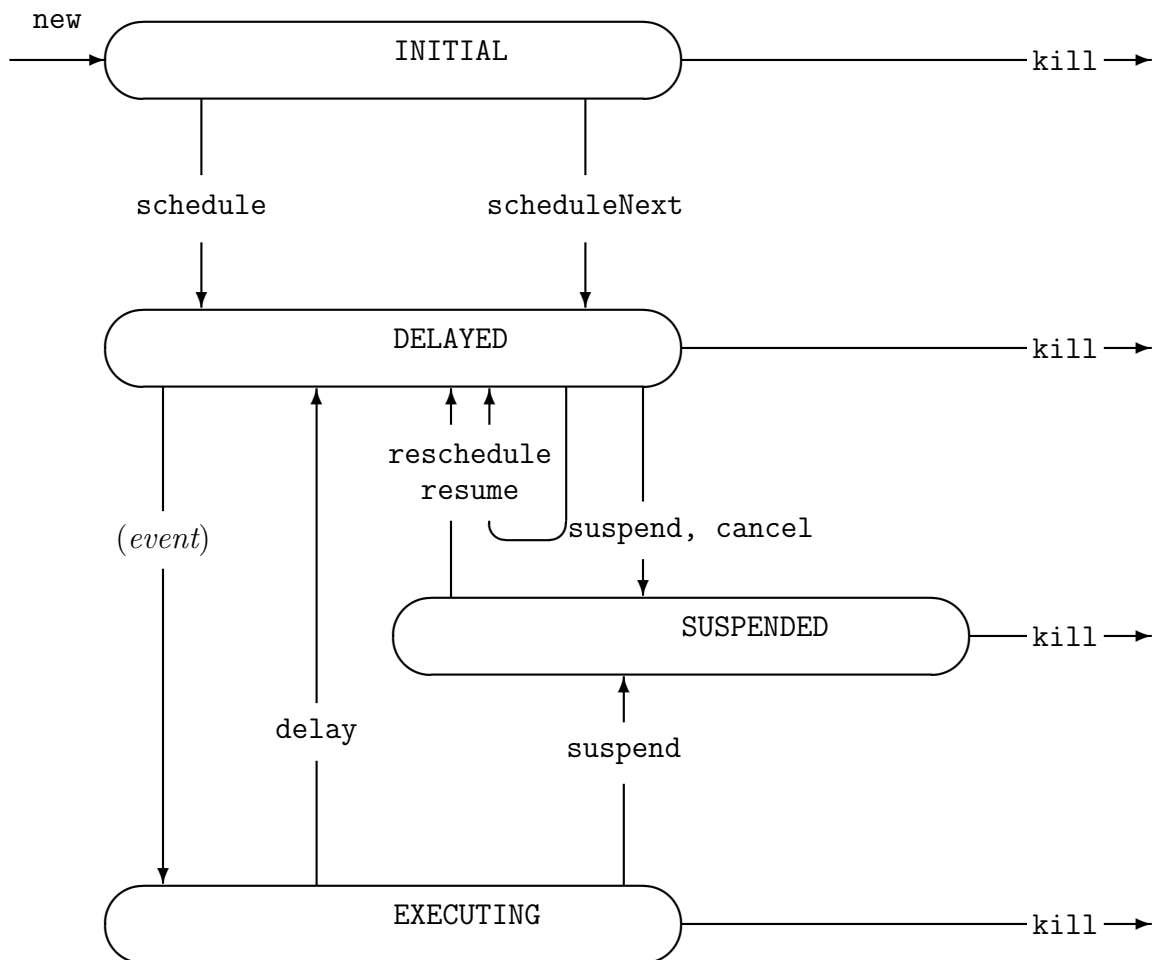 new
INITIAL
kill
schedule
scheduleNext
DELAYED
kill
reschedule
resume
suspend, cancel
(event)
SUSPENDED
kill
delay
suspend
EXECUTING
kill